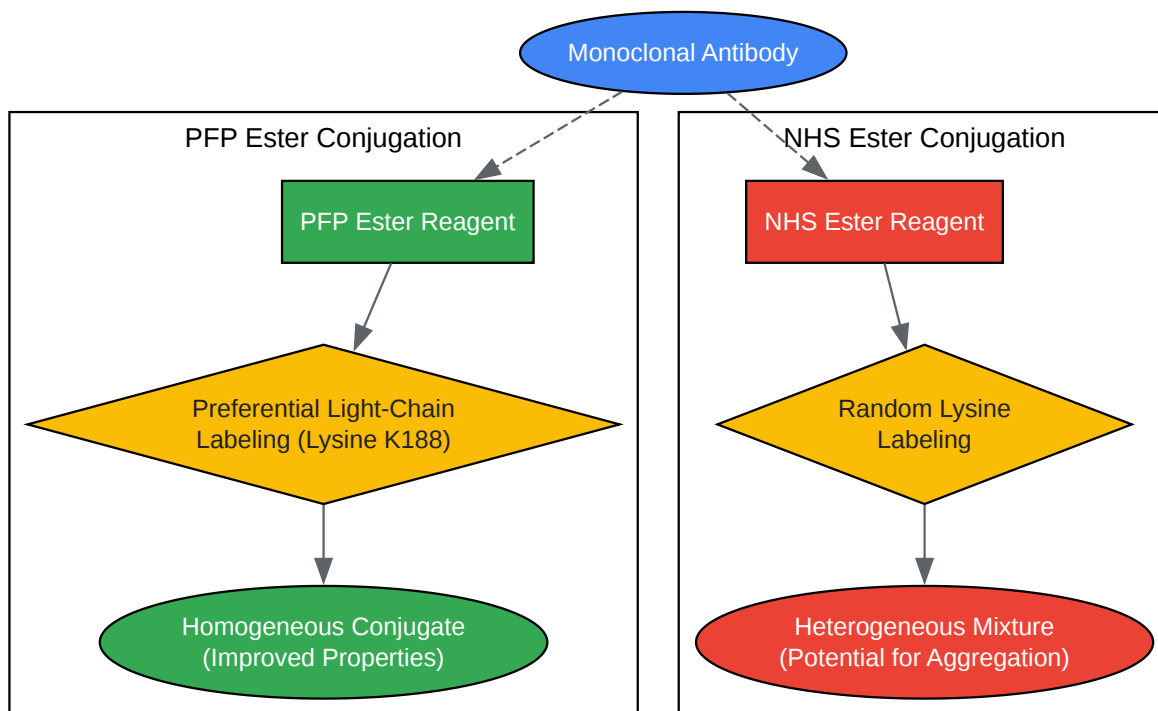 Monoclonal Antibody
PFP Ester Conjugation
NHS Ester Conjugation
PFP Ester Reagent
NHS Ester Reagent
Preferential Light-Chain
Labeling (Lysine K188)
Random Lysine
Labeling
Homogeneous Conjugate
(Improved Properties)
Heterogeneous Mixture
(Potential for Aggregation)